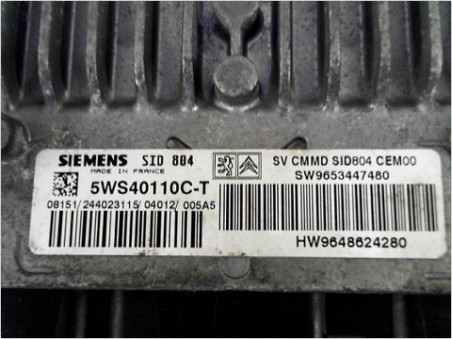 SIEMENS SID 804
MADE IN FRANCE
5WS40110C-T
08151/244023115/04012/005A5
SV CMMD SID804 CEM00
SW9653447480
HW9648624280